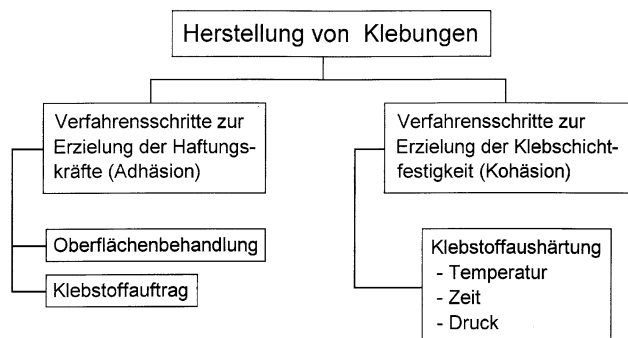 Herstellung von Klebungen
Verfahrensschritte zur
Erzielung der Haftungs-
kräfte (Adhäsion)
Oberflächenbehandlung
Klebstoffauftrag
Verfahrensschritte zur
Erzielung der Klebschicht-
festigkeit (Kohäsion)
Klebstoffaushärtung
- Temperatur
- Zeit
- Druck